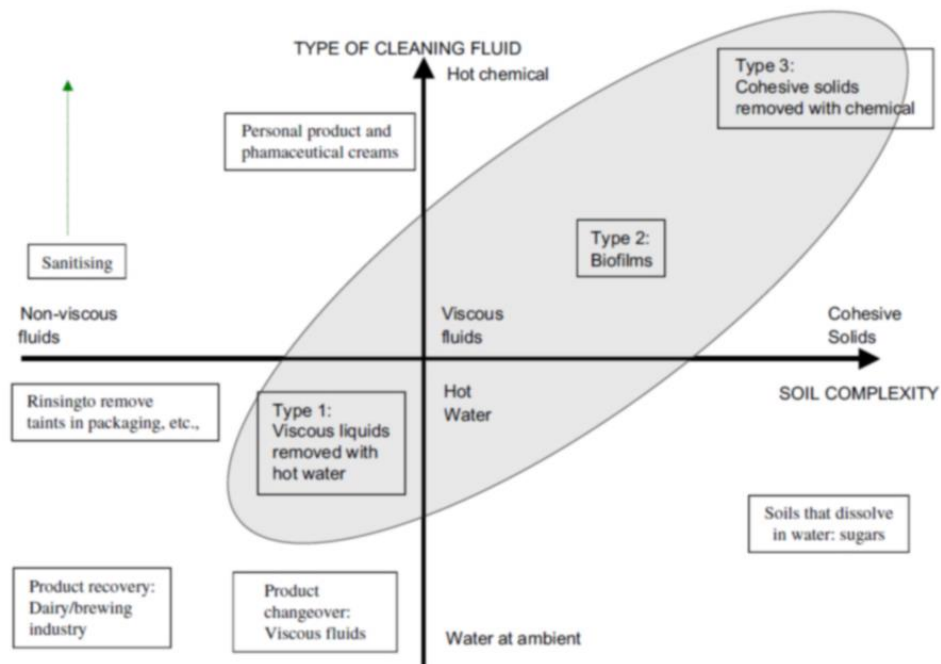 TYPE OF CLEANING FLUID
Hot chemical
Type 3:
Cohesive solids
removed with chemical
Personal product and
phamaceutical creams
Type 2:
Biofilms
Sanitising
Non-viscous
fluids
Viscous
fluids
Cohesive
Solids
SOIL COMPLEXITY
Rinsingto remove
taints in packaging, etc.,
Type 1:
Viscous liquids
removed with
hot water
Hot
Water
Soils that dissolve
in water: sugars
Product recovery:
Dairy/brewing
industry
Product
changeover:
Viscous fluids
Water at ambient